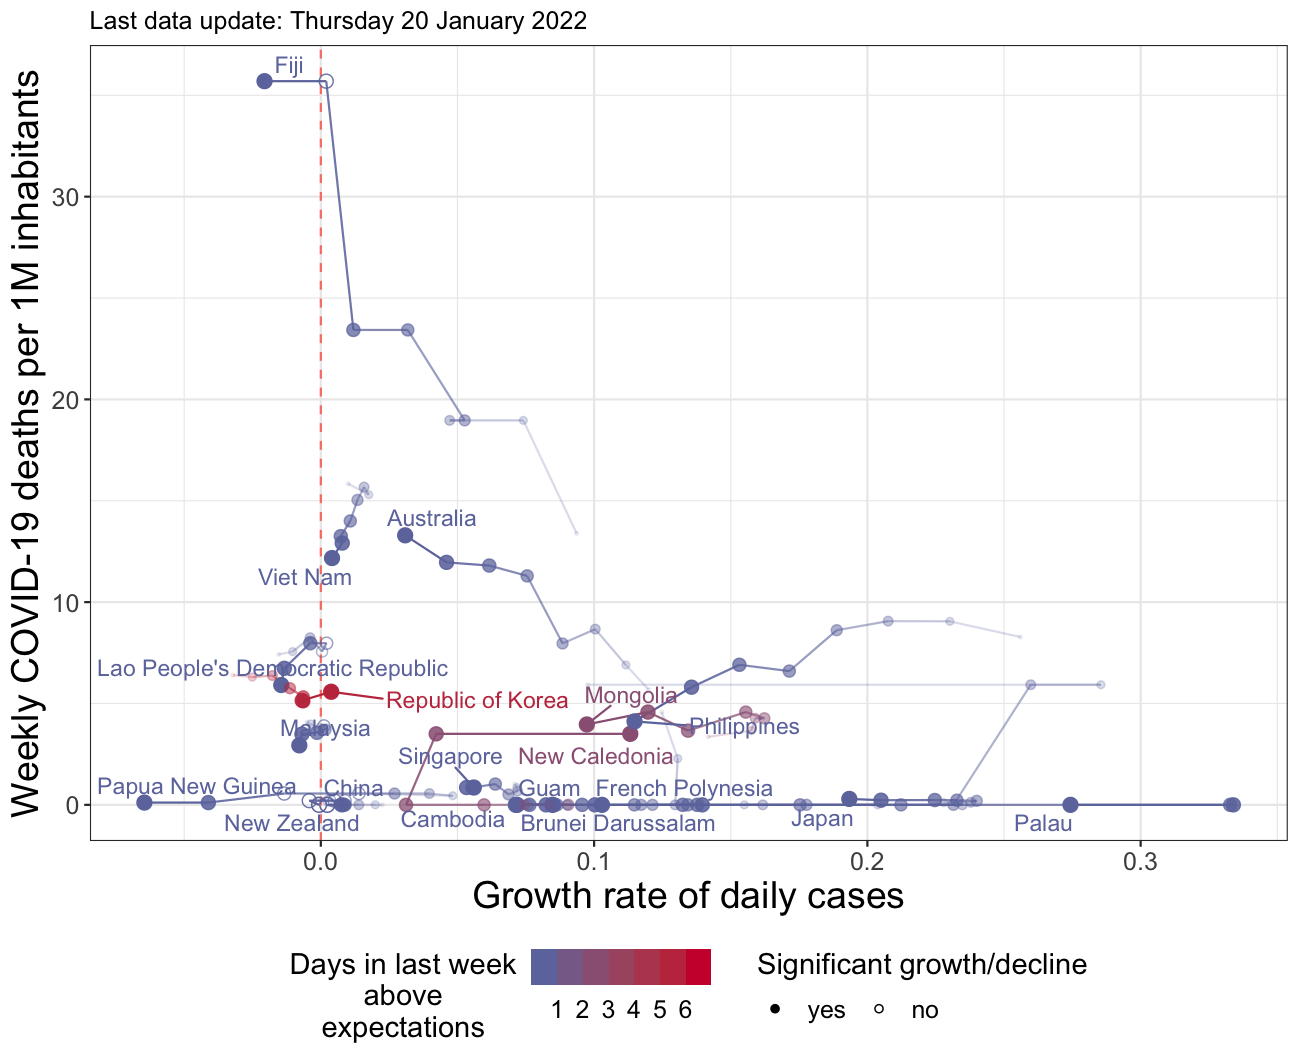 Last data update: Thursday 20 January 2022
Weekly COVID-19 deaths per 1M inhabitants
30
20
10
0
Fiji
Australia
Viet Nam
Lao People's Democratic Republic
Republic of Korea
Mongolia
Malaysia
Philippines
Singapore
New Caledonia
Papua New Guinea
China
Guam
French Polynesia
New Zealand
Cambodia
Brunei Darussalam
Japan
Palau
0.0
0.1
0.2
0.3
Growth rate of daily cases
Days in last week
above
expectations
1 2 3 4 5 6
Significant growth/decline
yes
no